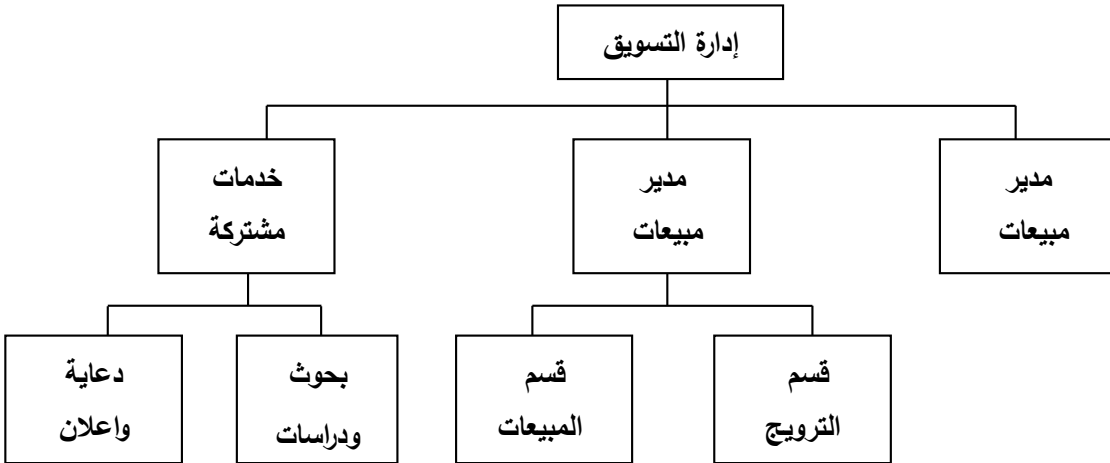 إدارة التسويق
مدير
مبيعات
مدير
مبيعات
خدمات
مشتركة
قسم
الترويج
قسم
المبيعات
بحوث
ودراسات
دعاية
واعلان